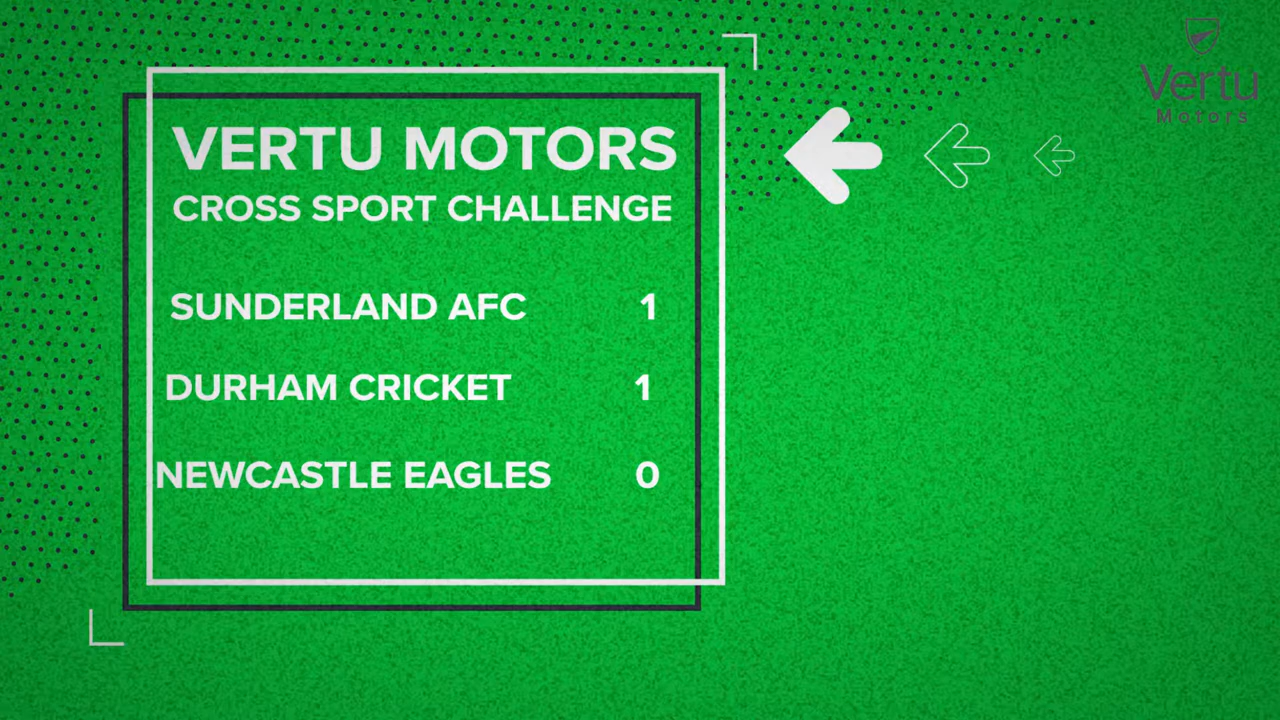 Vertu
Motors
VERTU MOTORS
CROSS SPORT CHALLENGE
SUNDERLAND AFC 1
DURHAM CRICKET 1
NEWCASTLE EAGLES 0